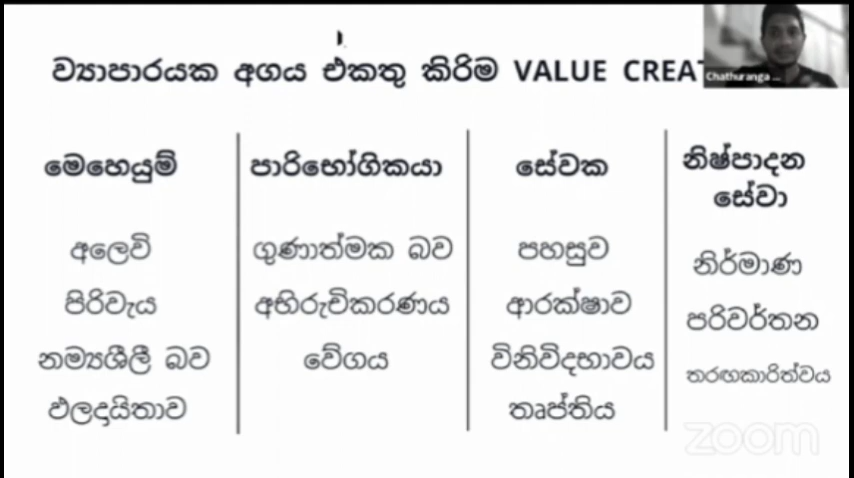 ව්‍යාපාරයක අගය එකතු කිරිම VALUE CREAT
Chathuranga ...
මෙහෙයුම්
අලෙවි
පිරිවැය
නම්‍යශීලී බව
ඵලදායිතාව
පාරිභෝගිකයා
ගුණාත්මක බව
අභිරුචිකරණය
වේගය
සේවක
පහසුව
ආරක්ෂාව
විනිවිදභාවය
තෘප්තිය
නිෂ්පාදන
සේවා
නිර්මාණ
පරිවර්තන
තරඟකාරිත්වය
zoom